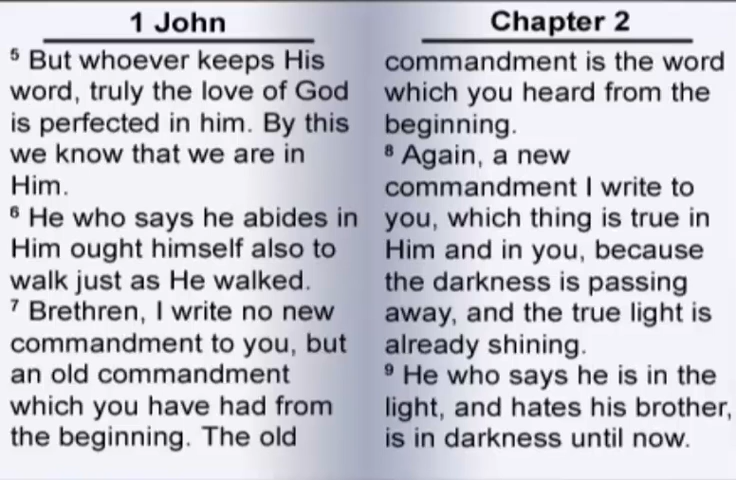 1 John
⁵ But whoever keeps His
word, truly the love of God
is perfected in him. By this
we know that we are in
Him.
⁶ He who says he abides in
Him ought himself also to
walk just as He walked.
⁷ Brethren, I write no new
commandment to you, but
an old commandment
which you have had from
the beginning. The old
Chapter 2
commandment is the word
which you heard from the
beginning.
⁸ Again, a new
commandment I write to
you, which thing is true in
Him and in you, because
the darkness is passing
away, and the true light is
already shining.
⁹ He who says he is in the
light, and hates his brother,
is in darkness until now.